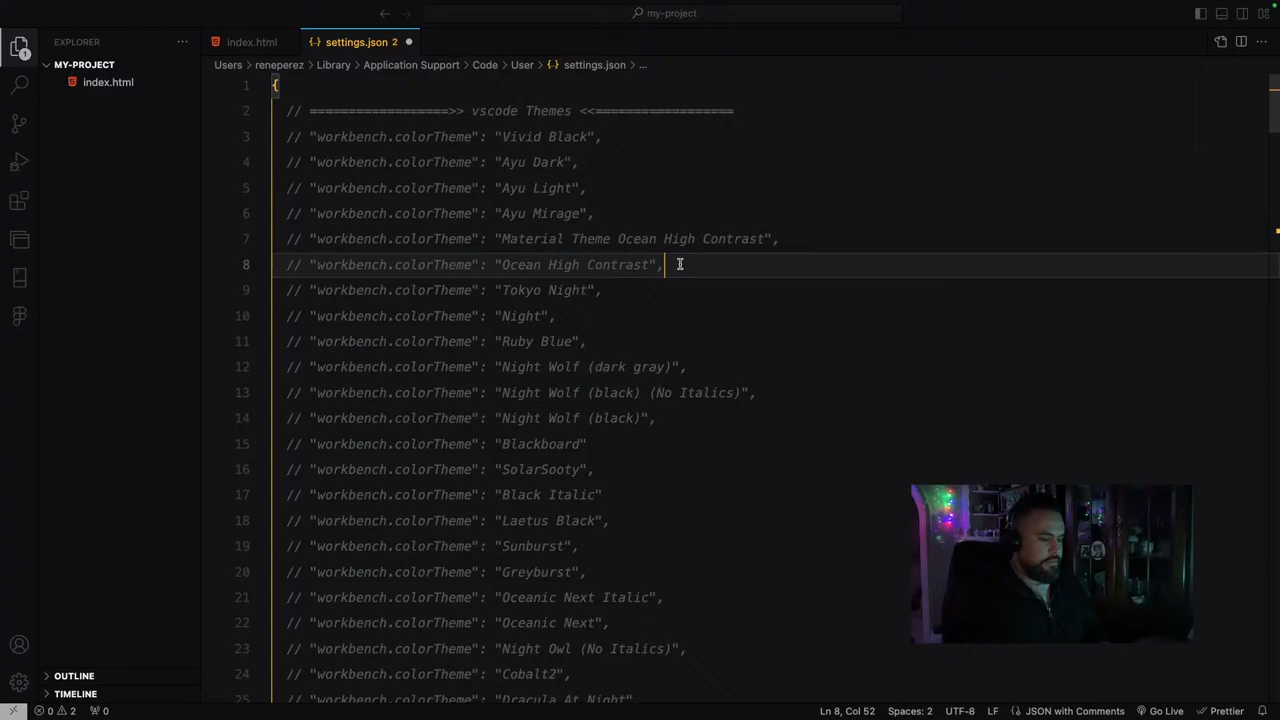 my-project
EXPLORER
index.html
settings.json 2
MY-PROJECT
index.html
Users
reneperez
Library
Application Support
Code
User
settings.json
...
1 {
2 // ==================>> vscode Themes <<==================
3 // "workbench.colorTheme": "Vivid Black",
4 // "workbench.colorTheme": "Ayu Dark",
5 // "workbench.colorTheme": "Ayu Light",
6 // "workbench.colorTheme": "Ayu Mirage",
7 // "workbench.colorTheme": "Material Theme Ocean High Contrast",
8 // "workbench.colorTheme": "Ocean High Contrast",
9 // "workbench.colorTheme": "Tokyo Night",
10 // "workbench.colorTheme": "Night",
11 // "workbench.colorTheme": "Ruby Blue",
12 // "workbench.colorTheme": "Night Wolf (dark gray)",
13 // "workbench.colorTheme": "Night Wolf (black) (No Italics)",
14 // "workbench.colorTheme": "Night Wolf (black)",
15 // "workbench.colorTheme": "Blackboard"
16 // "workbench.colorTheme": "SolarSooty",
17 // "workbench.colorTheme": "Black Italic"
18 // "workbench.colorTheme": "Laetus Black",
19 // "workbench.colorTheme": "Sunburst",
20 // "workbench.colorTheme": "Greyburst",
21 // "workbench.colorTheme": "Oceanic Next Italic",
22 // "workbench.colorTheme": "Oceanic Next",
23 // "workbench.colorTheme": "Night Owl (No Italics)",
24 // "workbench.colorTheme": "Cobalt2",
25 // "workbench.colorTheme": "Dracula At Night"
OUTLINE
TIMELINE
0 2 0
Ln 8, Col 52
Spaces: 2
UTF-8
LF
JSON with Comments
Go Live
Prettier